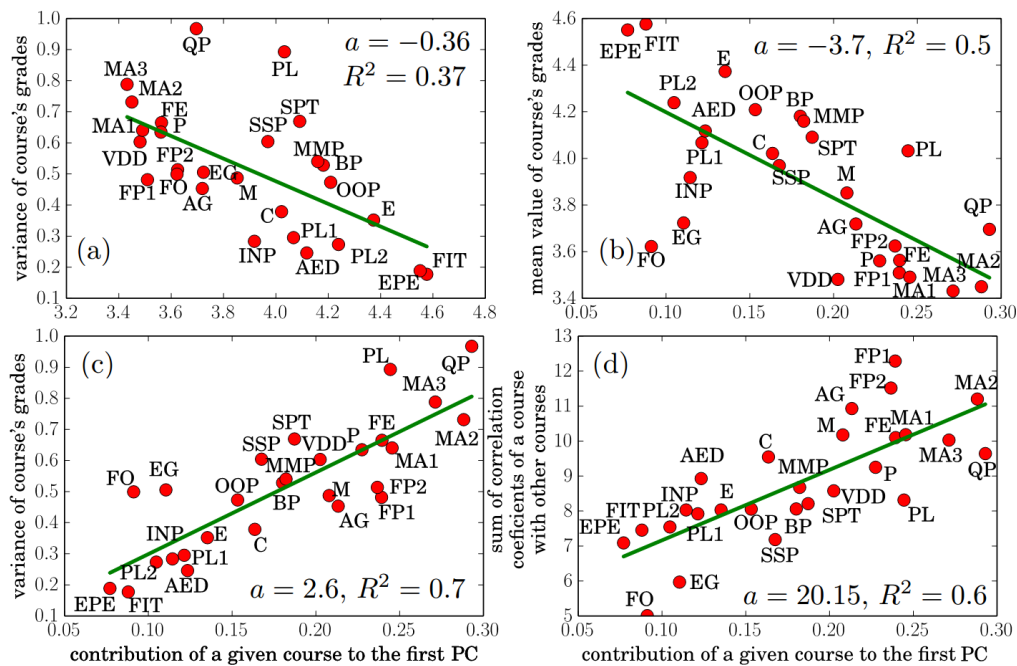 1.0
0.9
0.8
0.7
0.6
0.5
0.4
0.3
0.2
0.1
variance of course's grades
3.2 3.4 3.6 3.8 4.0 4.2 4.4 4.6 4.8
(a)
a = −0.36
R² = 0.37
QP
PL
MA3
MA2
FE
SPT
MA1
P
SSP
VDD
MMP
BP
FP2
EG
FP1
FO
AG
M
OOP
C
E
INP
PL1
AED
PL2
FIT
EPE
4.6
4.4
4.2
4.0
3.8
3.6
3.4
mean value of course's grades
0.05 0.10 0.15 0.20 0.25 0.30
(b)
a = −3.7, R² = 0.5
EPE
FIT
E
PL2
OOP
BP
AED
MMP
PL1
C
SPT
PL
SSP
INP
M
EG
AG
QP
FO
FP2
P
FE
VDD
FP1
MA3
MA2
MA1
1.0
0.9
0.8
0.7
0.6
0.5
0.4
0.3
0.2
0.1
variance of course's grades
0.05 0.10 0.15 0.20 0.25 0.30
contribution of a given course to the first PC
(c)
a = 2.6, R² = 0.7
QP
PL
MA3
SPT
FE
P
MA2
SSP
VDD
MA1
EG
FO
MMP
OOP
BP
M
FP2
AG
FP1
INP
E
C
PL1
PL2
AED
EPE
FIT
13
12
11
10
9
8
7
6
5
sum of correlation
coeficients of a course
with other courses
0.05 0.10 0.15 0.20 0.25 0.30
contribution of a given course to the first PC
(d)
a = 20.15, R² = 0.6
FP1
FP2
MA2
AG
M
FE
MA1
C
MA3
AED
MMP
P
QP
INP
E
FIT
PL2
VDD
EPE
PL1
OOP
BP
SPT
PL
SSP
EG
FO